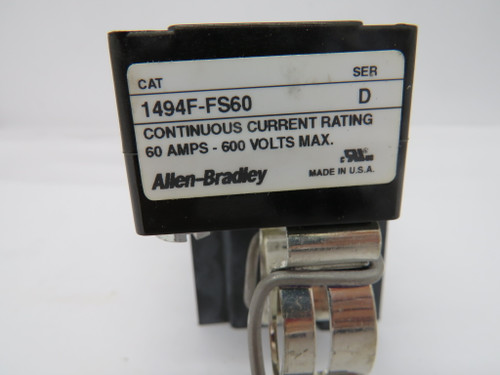 CAT SER
1494F-FS60 D
CONTINUOUS CURRENT RATING
60 AMPS - 600 VOLTS MAX.
Allen-Bradley MADE IN U.S.A.